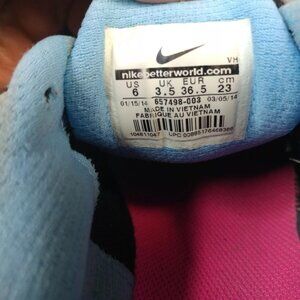 VH
nikebetterworld.com
US UK EUR cm
6 3.5 36.5 23
01/15/14 657498-003 03/05/14
MADE IN VIETNAM
FABRIQUÉ AU VIETNAM